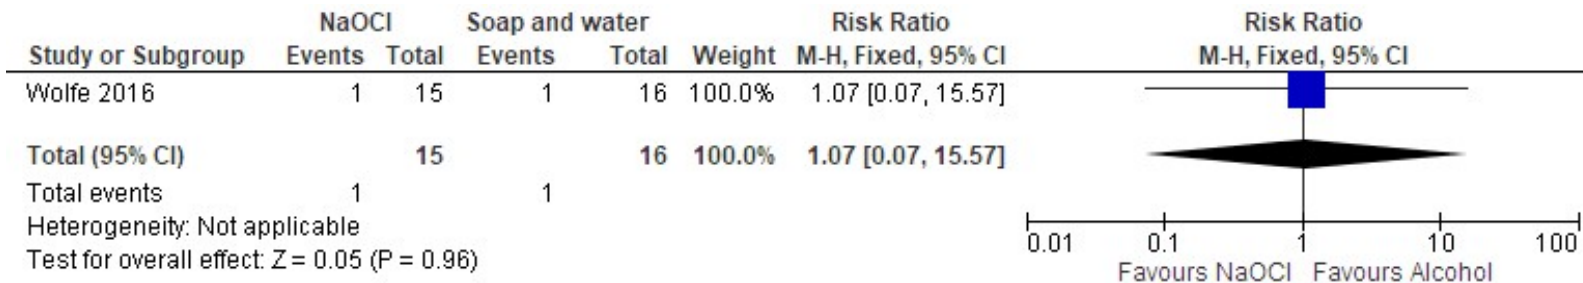 NaOCl Soap and water Risk Ratio Risk Ratio
Study or Subgroup Events Total Events Total Weight M-H, Fixed, 95% CI M-H, Fixed, 95% CI
Wolfe 2016 1 15 1 16 100.0% 1.07 [0.07, 15.57]
Total (95% CI) 15 16 100.0% 1.07 [0.07, 15.57]
Total events 1 1
Heterogeneity: Not applicable
Test for overall effect: Z = 0.05 (P = 0.96)
0.01 0.1 1 10 100
Favours NaOCl Favours Alcohol